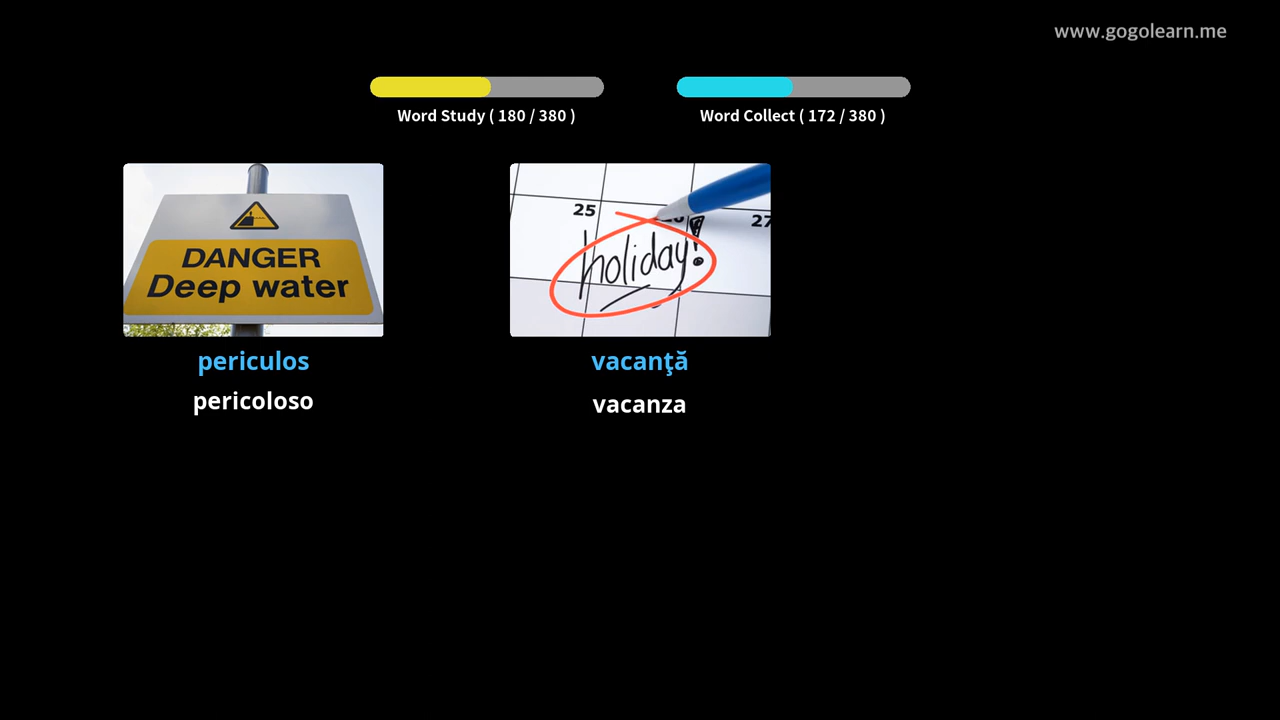 www.gogolearn.me
Word Study ( 180 / 380 )
Word Collect ( 172 / 380 )
DANGER
Deep water
25
27
holiday!
periculos
vacanţă
pericoloso
vacanza